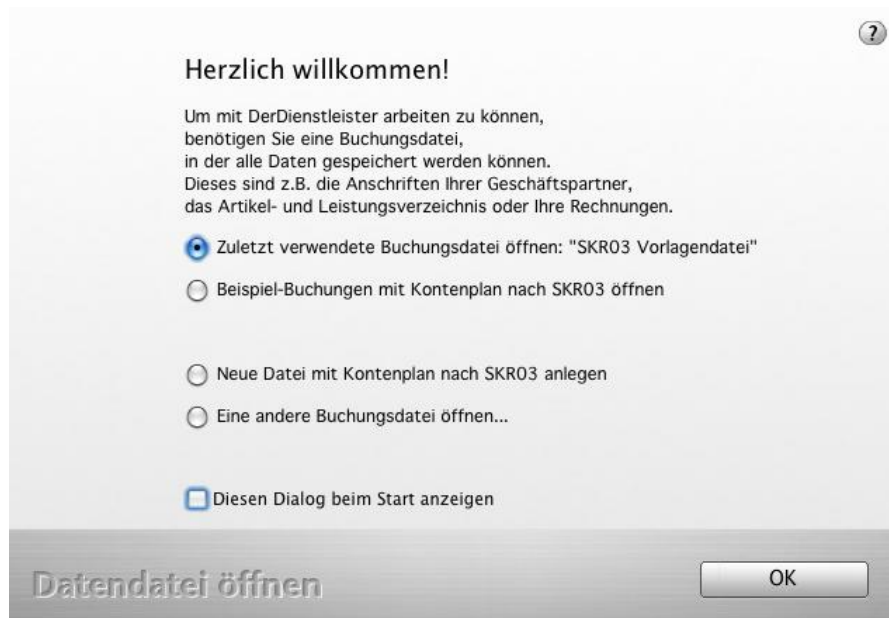 ?
Herzlich willkommen!
Um mit DerDienstleister arbeiten zu können,
benötigen Sie eine Buchungsdatei,
in der alle Daten gespeichert werden können.
Dieses sind z.B. die Anschriften Ihrer Geschäftspartner,
das Artikel- und Leistungsverzeichnis oder Ihre Rechnungen.
Zuletzt verwendete Buchungsdatei öffnen: "SKR03 Vorlagendatei"
Beispiel-Buchungen mit Kontenplan nach SKR03 öffnen
Neue Datei mit Kontenplan nach SKR03 anlegen
Eine andere Buchungsdatei öffnen...
Diesen Dialog beim Start anzeigen
Datendatei öffnen
OK